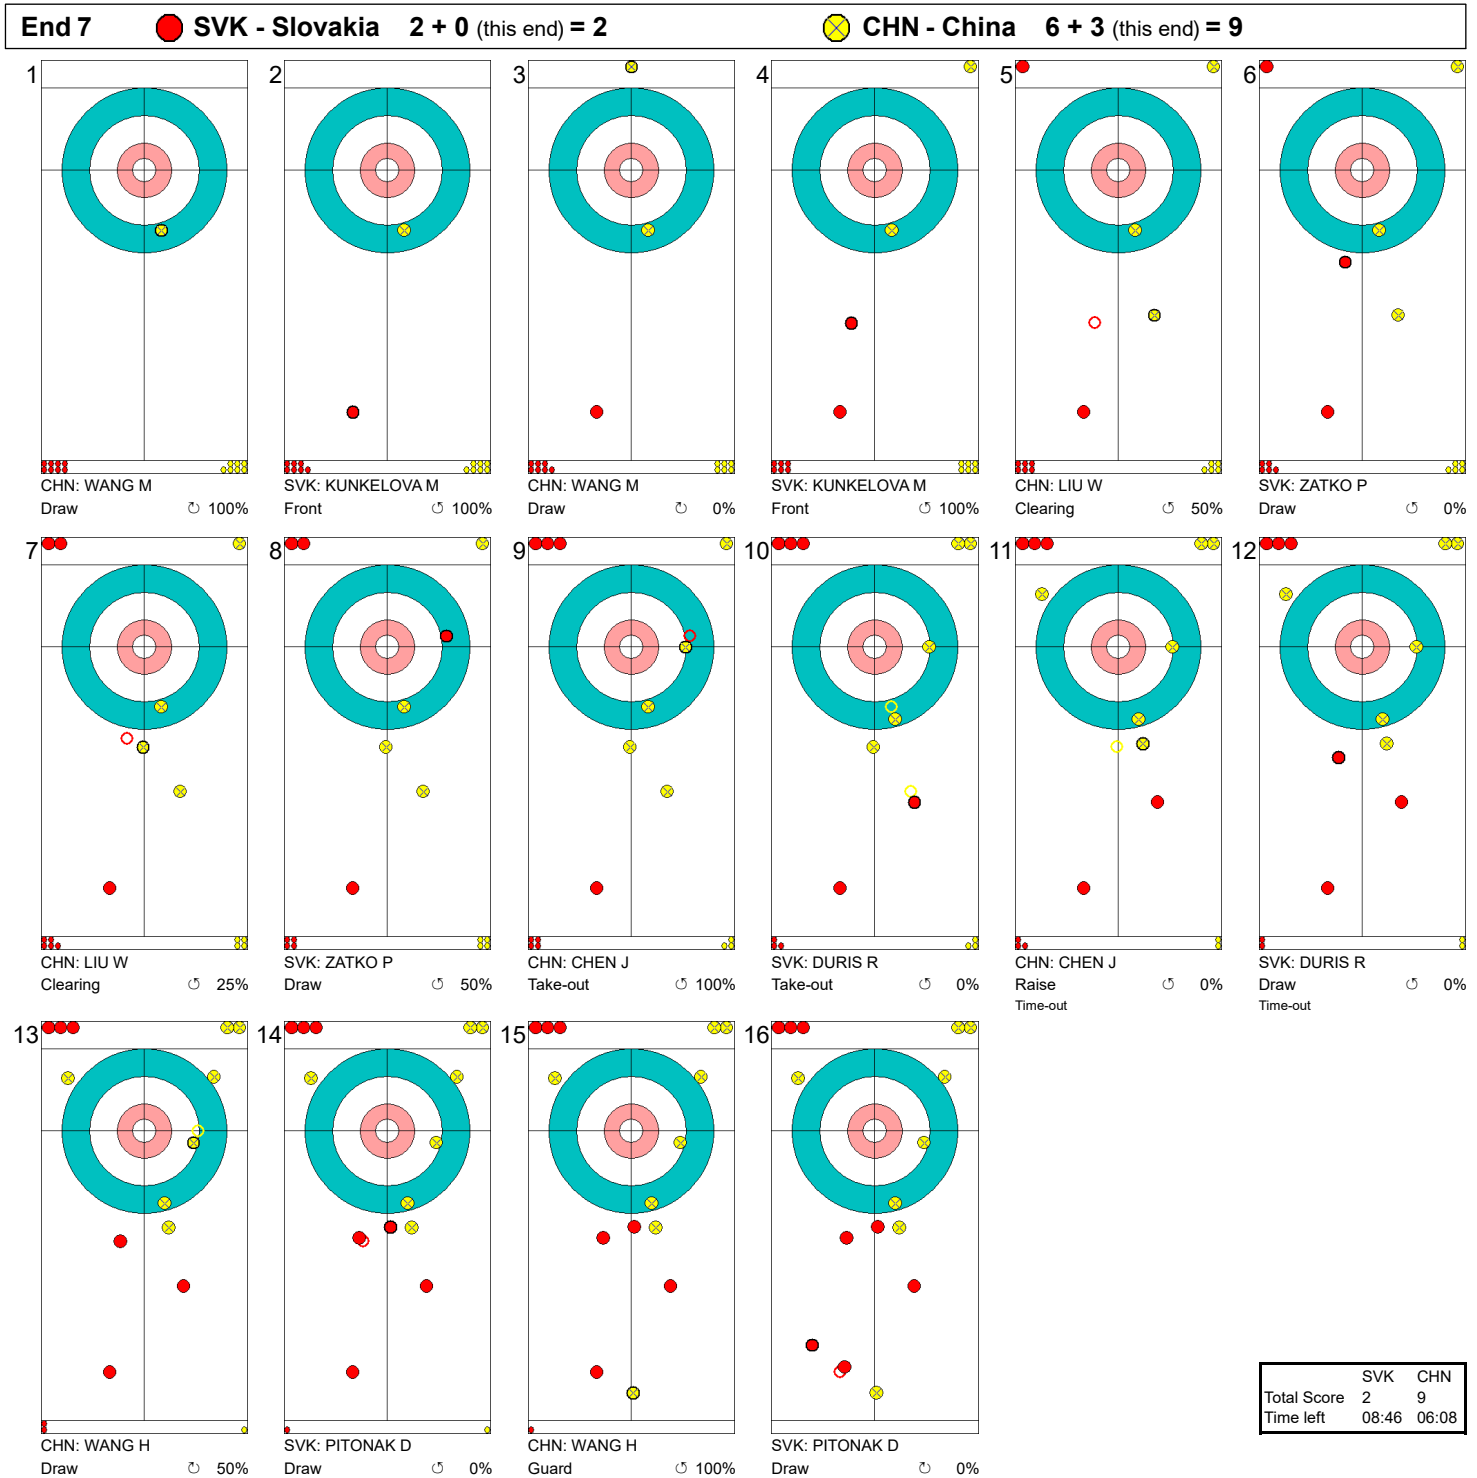 End 7 SVK - Slovakia 2 + 0 (this end) = 2 CHN - China 6 + 3 (this end) = 9
1 2 3 4 5 6
CHN: WANG M SVK: KUNKELOVA M CHN: WANG M SVK: KUNKELOVA M CHN: LIU W SVK: ZATKO P
Draw ↻ 100% Front ↺ 100% Draw ↻ 0% Front ↺ 100% Clearing ↻ 50% Draw ↺ 0%
7 8 9 10 11 12
CHN: LIU W SVK: ZATKO P CHN: CHEN J SVK: DURIS R CHN: CHEN J SVK: DURIS R
Clearing ↺ 25% Draw ↺ 50% Take-out ↺ 100% Take-out ↺ 0% Raise ↺ 0% Draw ↺ 0%
Time-out Time-out
13 14 15 16
SVK CHN
Total Score 2 9
Time left 08:46 06:08
CHN: WANG H SVK: PITONAK D CHN: WANG H SVK: PITONAK D
Draw ↻ 50% Draw ↺ 0% Guard ↺ 100% Draw ↻ 0%